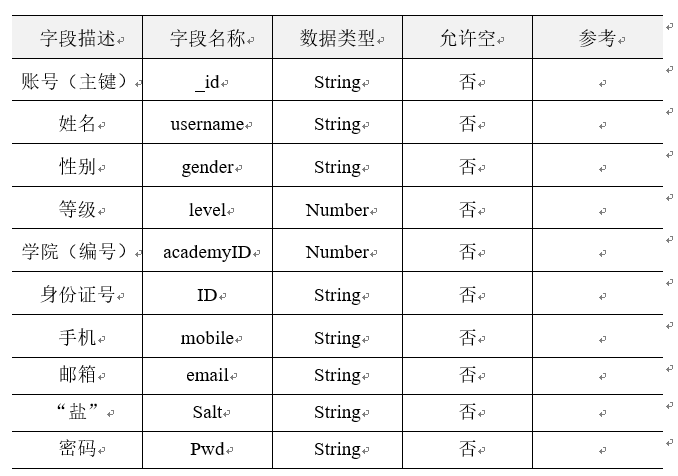 字段描述 字段名称 数据类型 允许空 参考
账号（主键） _id String 否
姓名 username String 否
性别 gender String 否
等级 level Number 否
学院（编号） academyID Number 否
身份证号 ID String 否
手机 mobile String 否
邮箱 email String 否
“盐” Salt String 否
密码 Pwd String 否